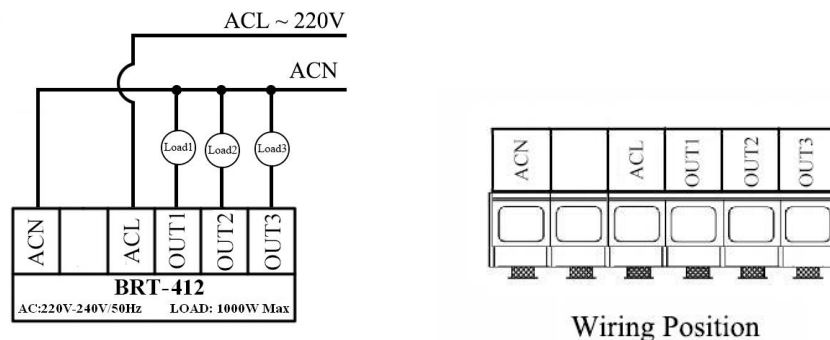 ACL ~ 220V
ACN
Load1 Load2 Load3
ACN ACL OUT1 OUT2 OUT3
BRT-412
AC:220V-240V/50Hz LOAD: 1000W Max
ACN ACL OUT1 OUT2 OUT3
Wiring Position